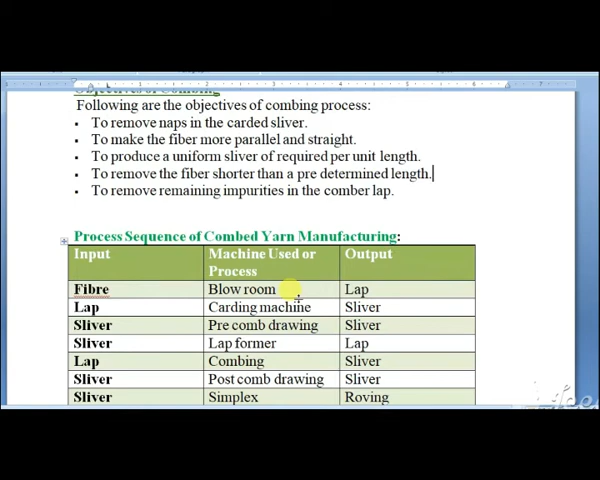 Objectives of Combing
Following are the objectives of combing process:
• To remove naps in the carded sliver.
• To make the fiber more parallel and straight.
• To produce a uniform sliver of required per unit length.
• To remove the fiber shorter than a pre determined length.
• To remove remaining impurities in the comber lap.
Process Sequence of Combed Yarn Manufacturing:
Input Machine Used or Process Output
Fibre Blow room Lap
Lap Carding machine Sliver
Sliver Pre comb drawing Sliver
Sliver Lap former Lap
Lap Combing Sliver
Sliver Post comb drawing Sliver
Sliver Simplex Roving